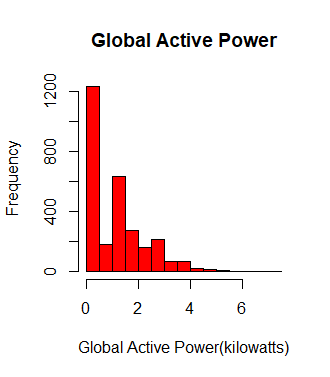 Global Active Power
Frequency
1200
800
400
0
0 2 4 6
Global Active Power(kilowatts)